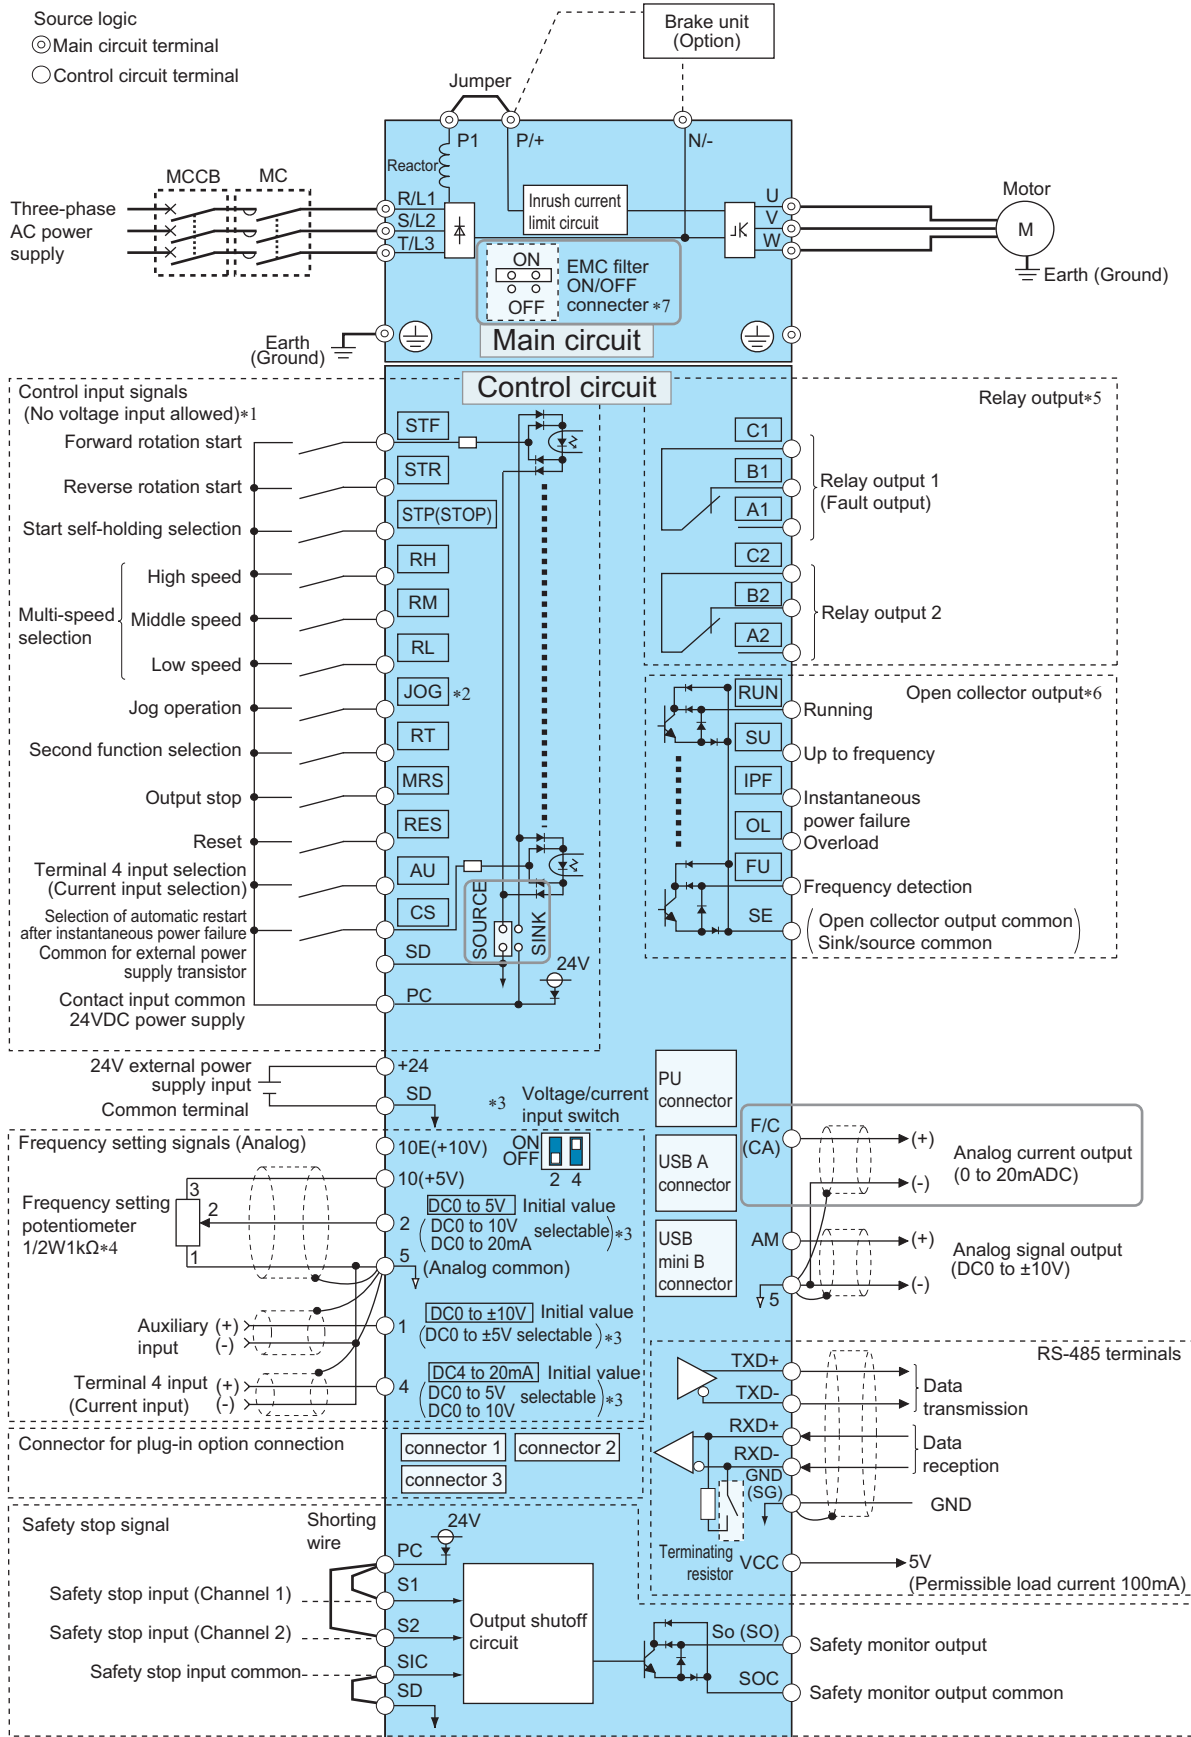 Source logic
Main circuit terminal
Control circuit terminal
Brake unit
(Option)
Jumper
P1
P/+
N/-
Reactor
MCCB
MC
Three-phase
AC power
supply
R/L1
S/L2
T/L3
Inrush current
limit circuit
U
V
W
Motor
M
Earth (Ground)
ON
OFF
EMC filter
ON/OFF
connecter *7
Earth
(Ground)
Main circuit
Control circuit
Control input signals
(No voltage input allowed)*1
Forward rotation start
STF
Reverse rotation start
STR
Start self-holding selection
STP(STOP)
Multi-speed
selection
High speed
RH
Middle speed
RM
Low speed
RL
Jog operation
JOG *2
Second function selection
RT
Output stop
MRS
Reset
RES
Terminal 4 input selection
(Current input selection)
AU
Selection of automatic restart
after instantaneous power failure
CS
Common for external power
supply transistor
SD
Contact input common
24VDC power supply
PC
SOURCE
SINK
24V
Relay output*5
C1
B1
A1
Relay output 1
(Fault output)
C2
B2
A2
Relay output 2
Open collector output*6
RUN
Running
SU
Up to frequency
IPF
Instantaneous
power failure
OL
Overload
FU
Frequency detection
SE
(Open collector output common
Sink/source common)
24V external power
supply input
+24
Common terminal
SD
*3 Voltage/current
input switch
ON
OFF
2 4
PU
connector
USB A
connector
USB
mini B
connector
F/C
(CA)
(+)
(-)
Analog current output
(0 to 20mADC)
AM
(+)
(-)
5
Analog signal output
(DC0 to ±10V)
Frequency setting signals (Analog)
10E(+10V)
10(+5V)
Frequency setting
potentiometer
1/2W1kΩ*4
3
2
1
2
DC0 to 5V Initial value
(DC0 to 10V
DC0 to 20mA selectable)*3
5
(Analog common)
Auxiliary
input
(+)
(-)
1
DC0 to ±10V Initial value
(DC0 to ±5V selectable)*3
Terminal 4 input
(Current input)
(+)
(-)
4
DC4 to 20mA Initial value
(DC0 to 5V
DC0 to 10V selectable)*3
RS-485 terminals
TXD+
TXD-
Data
transmission
RXD+
RXD-
Data
reception
GND
(SG)
GND
Terminating
resistor
VCC
5V
(Permissible load current 100mA)
Connector for plug-in option connection
connector 1
connector 2
connector 3
Safety stop signal
Shorting
wire
24V
PC
Safety stop input (Channel 1)
S1
Safety stop input (Channel 2)
S2
Safety stop input common
SIC
SD
Output shutoff
circuit
So (SO)
Safety monitor output
SOC
Safety monitor output common